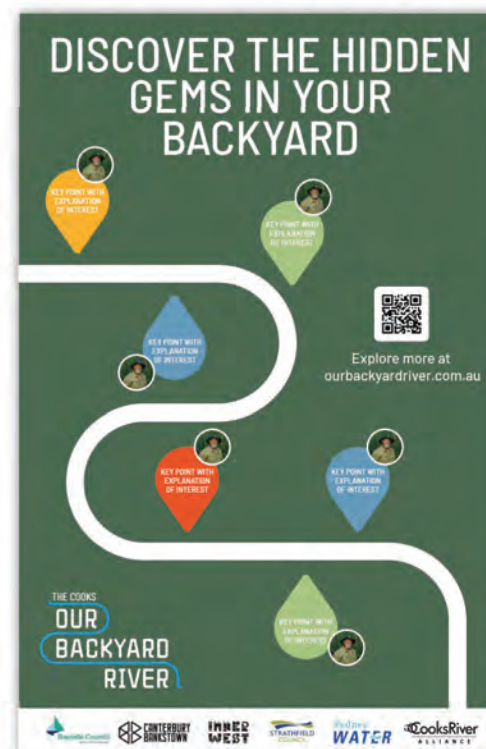 DISCOVER THE HIDDEN
GEMS IN YOUR
BACKYARD
KEY POINT WITH
EXPLANATION
OF INTEREST
KEY POINT WITH
EXPLANATION
OF INTEREST
KEY POINT WITH
EXPLANATION
OF INTEREST
Explore more at
ourbackyardriver.com.au
KEY POINT WITH
EXPLANATION
OF INTEREST
KEY POINT WITH
EXPLANATION
OF INTEREST
KEY POINT WITH
EXPLANATION
OF INTEREST
THE COOKS
OUR
BACKYARD
RIVER
Bayside Council
CANTERBURY
BANKSTOWN
INNER
WEST
STRATHFIELD
COUNCIL
Sydney
WATER
CooksRiver
ALLIANCE